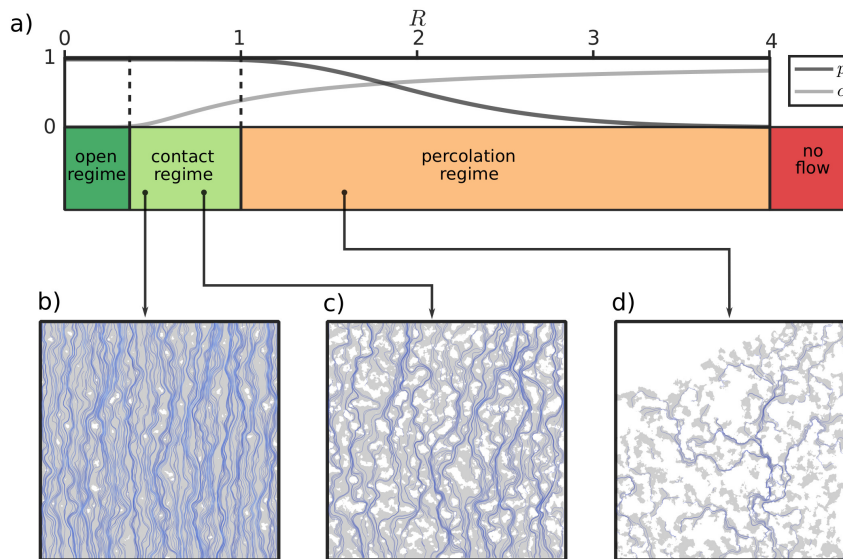 R
a)
0 1 2 3 4
1
p
c
0
open
regime
contact
regime
percolation
regime
no
flow
b)
c)
d)